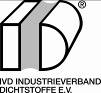 ®
IVD INDUSTRIEVERBAND
DICHTSTOFFE E.V.